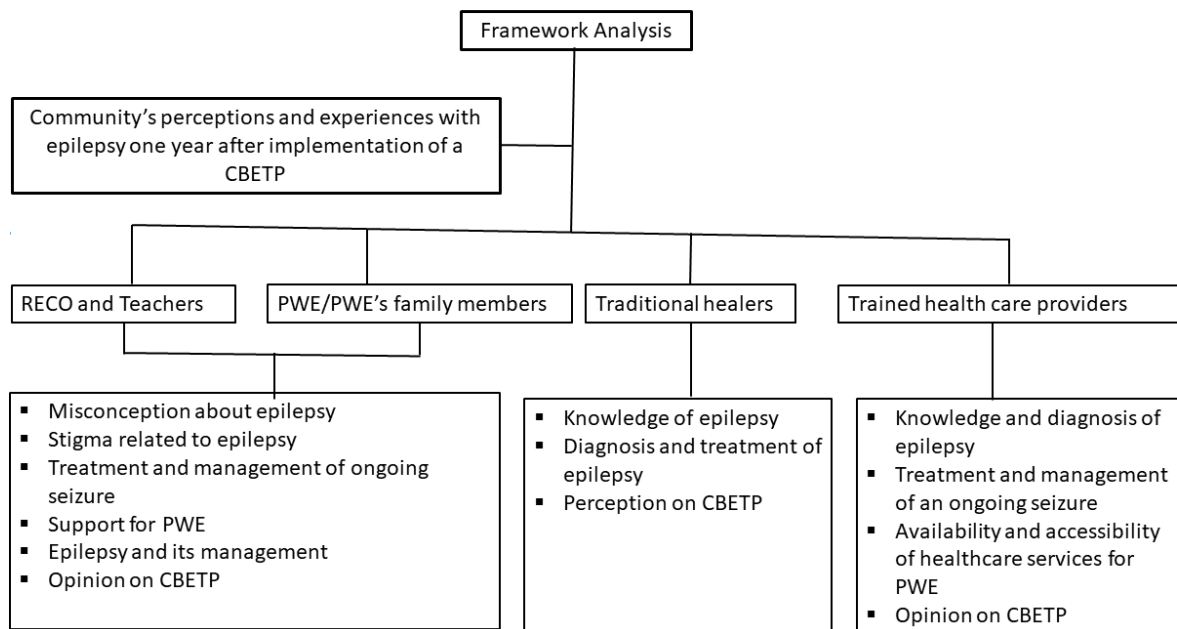 Framework Analysis
Community’s perceptions and experiences with
epilepsy one year after implementation of a
CBETP
RECO and Teachers
PWE/PWE’s family members
Traditional healers
Trained health care providers
▪ Misconception about epilepsy
▪ Stigma related to epilepsy
▪ Treatment and management of ongoing
seizure
▪ Support for PWE
▪ Epilepsy and its management
▪ Opinion on CBETP
▪ Knowledge of epilepsy
▪ Diagnosis and treatment of
epilepsy
▪ Perception on CBETP
▪ Knowledge and diagnosis of
epilepsy
▪ Treatment and management
of an ongoing seizure
▪ Availability and accessibility
of healthcare services for
PWE
▪ Opinion on CBETP